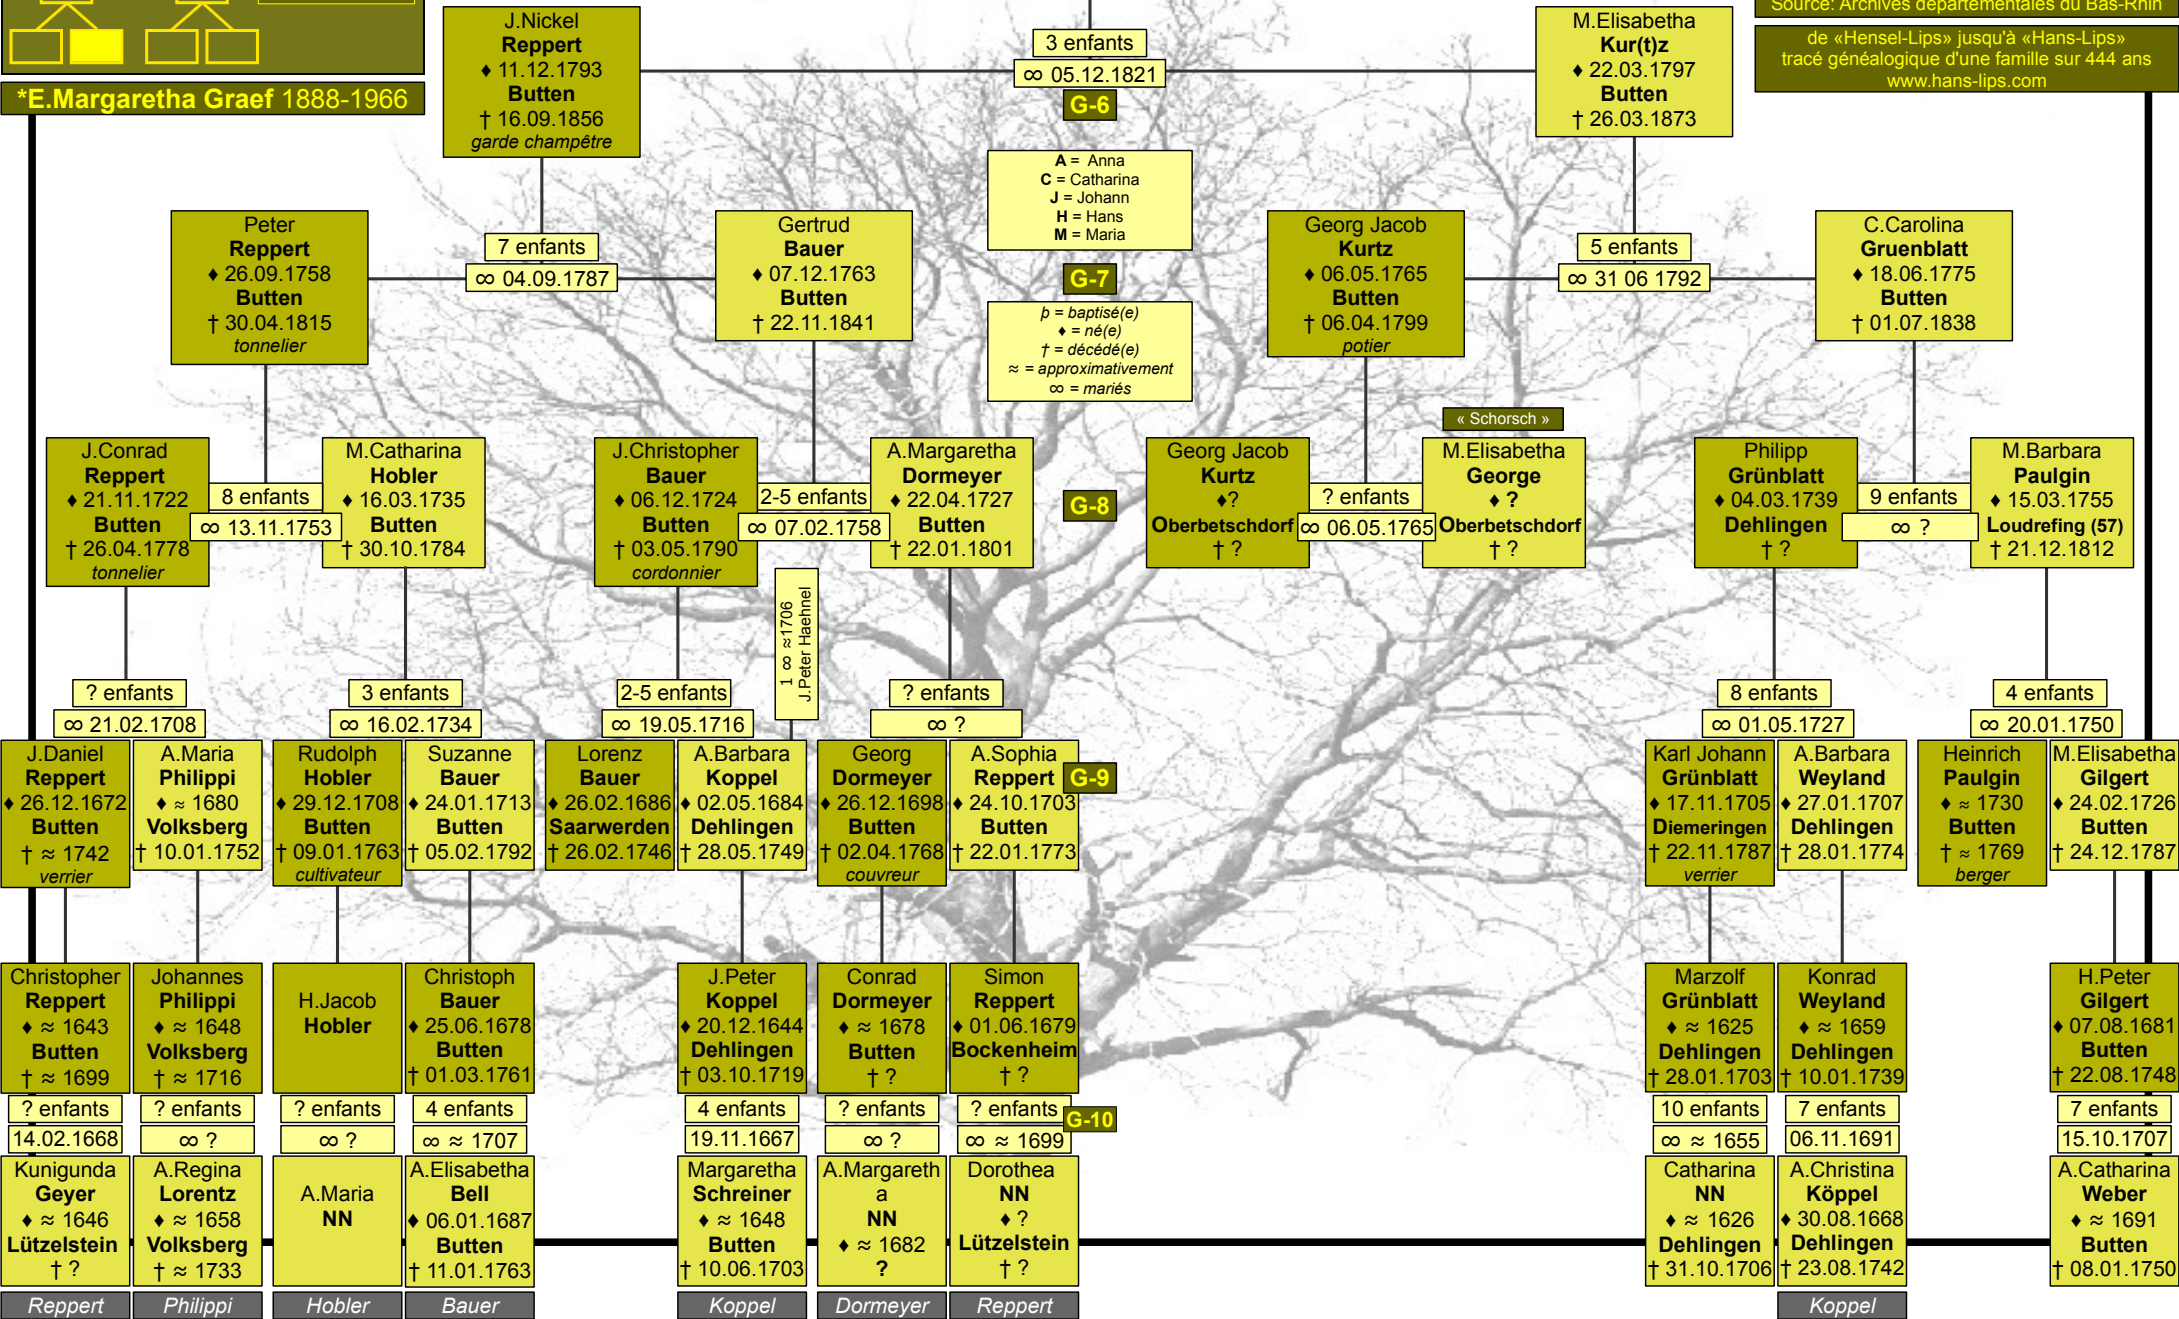 Source: Archives départementales du Bas-Rhin
de «Hensel-Lips» jusqu'à «Hans-Lips»
tracé généalogique d'une famille sur 444 ans
www.hans-lips.com
*E.Margaretha Graef 1888-1966
J.Nickel
Reppert
♦ 11.12.1793
Butten
† 16.09.1856
garde champêtre
3 enfants
∞ 05.12.1821
G-6
M.Elisabetha
Kur(t)z
♦ 22.03.1797
Butten
† 26.03.1873
A = Anna
C = Catharina
J = Johann
H = Hans
M = Maria
Peter
Reppert
♦ 26.09.1758
Butten
† 30.04.1815
tonnelier
7 enfants
∞ 04.09.1787
Gertrud
Bauer
♦ 07.12.1763
Butten
† 22.11.1841
G-7
þ = baptisé(e)
♦ = né(e)
† = décédé(e)
≈ = approximativement
∞ = mariés
Georg Jacob
Kurtz
♦ 06.05.1765
Butten
† 06.04.1799
potier
5 enfants
∞ 31 06 1792
C.Carolina
Gruenblatt
♦ 18.06.1775
Butten
† 01.07.1838
J.Conrad
Reppert
♦ 21.11.1722
Butten
† 26.04.1778
tonnelier
8 enfants
∞ 13.11.1753
M.Catharina
Hobler
♦ 16.03.1735
Butten
† 30.10.1784
J.Christopher
Bauer
♦ 06.12.1724
Butten
† 03.05.1790
cordonnier
2-5 enfants
∞ 07.02.1758
A.Margaretha
Dormeyer
♦ 22.04.1727
Butten
† 22.01.1801
G-8
Georg Jacob
Kurtz
♦?
Oberbetschdorf
† ?
? enfants
∞ 06.05.1765
« Schorsch »
M.Elisabetha
George
♦ ?
Oberbetschdorf
† ?
Philipp
Grünblatt
♦ 04.03.1739
Dehlingen
† ?
9 enfants
∞ ?
M.Barbara
Paulgin
♦ 15.03.1755
Loudrefing (57)
† 21.12.1812
1 ∞ ≈1706
J.Peter Haehnel
? enfants
∞ 21.02.1708
3 enfants
∞ 16.02.1734
2-5 enfants
∞ 19.05.1716
? enfants
∞ ?
8 enfants
∞ 01.05.1727
4 enfants
∞ 20.01.1750
J.Daniel
Reppert
♦ 26.12.1672
Butten
† ≈ 1742
verrier
A.Maria
Philippi
♦ ≈ 1680
Volksberg
† 10.01.1752
Rudolph
Hobler
♦ 29.12.1708
Butten
† 09.01.1763
cultivateur
Suzanne
Bauer
♦ 24.01.1713
Butten
† 05.02.1792
Lorenz
Bauer
♦ 26.02.1686
Saarwerden
† 26.02.1746
A.Barbara
Koppel
♦ 02.05.1684
Dehlingen
† 28.05.1749
Georg
Dormeyer
♦ 26.12.1698
Butten
† 02.04.1768
couvreur
A.Sophia
Reppert
♦ 24.10.1703
Butten
† 22.01.1773
G-9
Karl Johann
Grünblatt
♦ 17.11.1705
Diemeringen
† 22.11.1787
verrier
A.Barbara
Weyland
♦ 27.01.1707
Dehlingen
† 28.01.1774
Heinrich
Paulgin
♦ ≈ 1730
Butten
† ≈ 1769
berger
M.Elisabetha
Gilgert
♦ 24.02.1726
Butten
† 24.12.1787
Christopher
Reppert
♦ ≈ 1643
Butten
† ≈ 1699
Johannes
Philippi
♦ ≈ 1648
Volksberg
† ≈ 1716
H.Jacob
Hobler
Christoph
Bauer
♦ 25.06.1678
Butten
† 01.03.1761
J.Peter
Koppel
♦ 20.12.1644
Dehlingen
† 03.10.1719
Conrad
Dormeyer
♦ ≈ 1678
Butten
† ?
Simon
Reppert
♦ 01.06.1679
Bockenheim
† ?
Marzolf
Grünblatt
♦ ≈ 1625
Dehlingen
† 28.01.1703
Konrad
Weyland
♦ ≈ 1659
Dehlingen
† 10.01.1739
H.Peter
Gilgert
♦ 07.08.1681
Butten
† 22.08.1748
? enfants
14.02.1668
? enfants
∞ ?
? enfants
∞ ?
4 enfants
∞ ≈ 1707
4 enfants
19.11.1667
? enfants
∞ ?
? enfants
∞ ≈ 1699
G-10
10 enfants
∞ ≈ 1655
7 enfants
06.11.1691
7 enfants
15.10.1707
Kunigunda
Geyer
♦ ≈ 1646
Lützelstein
† ?
A.Regina
Lorentz
♦ ≈ 1658
Volksberg
† ≈ 1733
A.Maria
NN
A.Elisabetha
Bell
♦ 06.01.1687
Butten
† 11.01.1763
Margaretha
Schreiner
♦ ≈ 1648
Butten
† 10.06.1703
A.Margareth
a
NN
♦ ≈ 1682
?
Dorothea
NN
♦ ?
Lützelstein
† ?
Catharina
NN
♦ ≈ 1626
Dehlingen
† 31.10.1706
A.Christina
Köppel
♦ 30.08.1668
Dehlingen
† 23.08.1742
A.Catharina
Weber
♦ ≈ 1691
Butten
† 08.01.1750
Reppert
Philippi
Hobler
Bauer
Koppel
Dormeyer
Reppert
Koppel